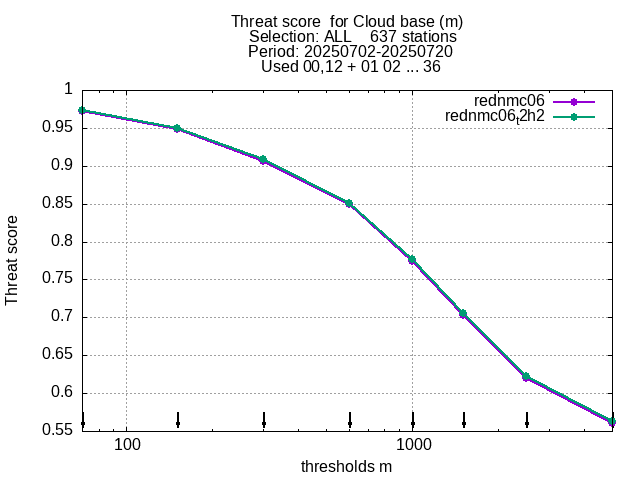 Threat score  for Cloud base (m)
Selection: ALL    637 stations
Period: 20250702-20250720
Used 00,12 + 01 02 ... 36
1
0.95
0.9
0.85
0.8
0.75
0.7
0.65
0.6
0.55
Threat score
rednmc06
rednmc06t2h2
100
1000
thresholds m